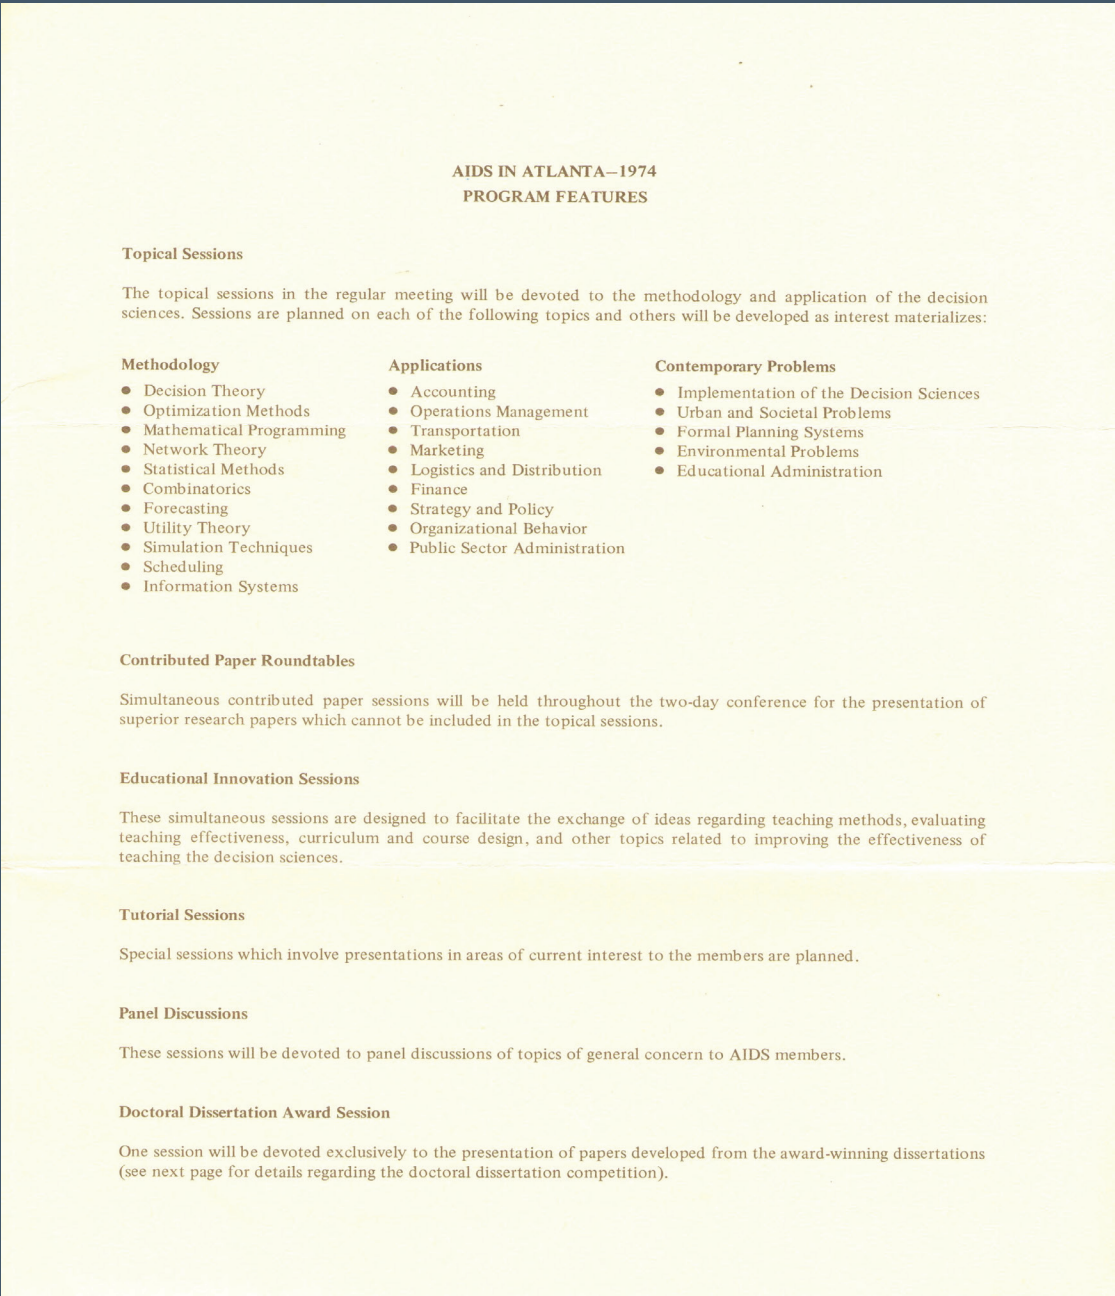 AIDS IN ATLANTA—1974
PROGRAM FEATURES
Topical Sessions
The topical sessions in the regular meeting will be devoted to the methodology and application of the decision
sciences. Sessions are planned on each of the following topics and others will be developed as interest materializes:
Methodology
● Decision Theory
● Optimization Methods
● Mathematical Programming
● Network Theory
● Statistical Methods
● Combinatorics
● Forecasting
● Utility Theory
● Simulation Techniques
● Scheduling
● Information Systems
Applications
● Accounting
● Operations Management
● Transportation
● Marketing
● Logistics and Distribution
● Finance
● Strategy and Policy
● Organizational Behavior
● Public Sector Administration
Contemporary Problems
● Implementation of the Decision Sciences
● Urban and Societal Problems
● Formal Planning Systems
● Environmental Problems
● Educational Administration
Contributed Paper Roundtables
Simultaneous contributed paper sessions will be held throughout the two-day conference for the presentation of
superior research papers which cannot be included in the topical sessions.
Educational Innovation Sessions
These simultaneous sessions are designed to facilitate the exchange of ideas regarding teaching methods, evaluating
teaching effectiveness, curriculum and course design, and other topics related to improving the effectiveness of
teaching the decision sciences.
Tutorial Sessions
Special sessions which involve presentations in areas of current interest to the members are planned.
Panel Discussions
These sessions will be devoted to panel discussions of topics of general concern to AIDS members.
Doctoral Dissertation Award Session
One session will be devoted exclusively to the presentation of papers developed from the award-winning dissertations
(see next page for details regarding the doctoral dissertation competition).